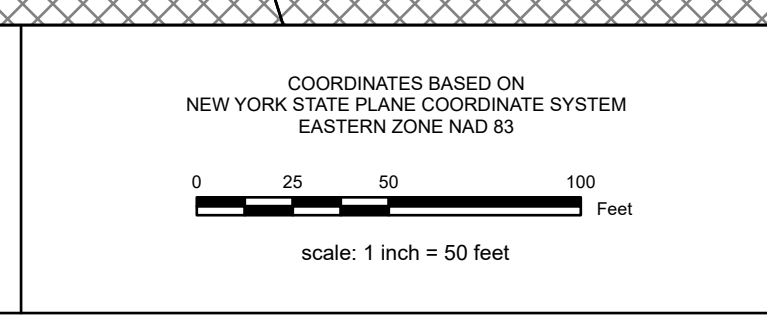 COORDINATES BASED ON
NEW YORK STATE PLANE COORDINATE SYSTEM
EASTERN ZONE NAD 83
0 25 50 100
Feet
scale: 1 inch = 50 feet